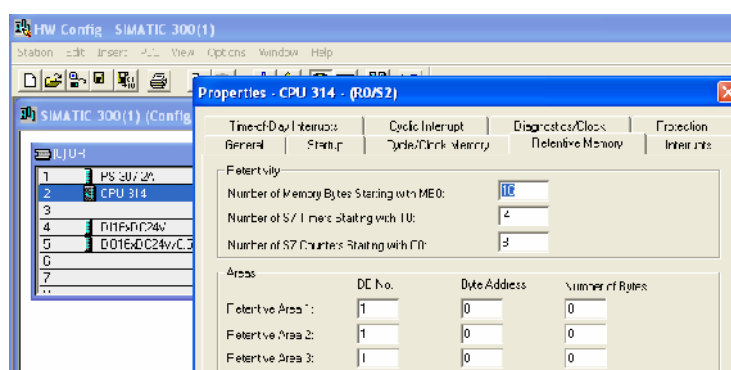 HW Config SIMATIC 300(1)
Station Edit Insert PLC View Options Window Help
Properties - CPU 314 - (R0/S2)
SIMATIC 300(1) (Config
Time-of-Day Interrupts Cyclic Interrupt Diagnostics/Clock Protection
General Startup Cycle/Clock Memory Retentive Memory Interrupts
(0) UR
1 PS 307 2A
2 CPU 314
3
4 DI16xDC24V
5 DO16xDC24V/0.5
6
7
Retentivity
Number of Memory Bytes Starting with MB0:
Number of S7 Timers Starting with T0:
Number of S7 Counters Starting with C0:
Areas
DB No. Byte Address Number of Bytes
Retentive Area 1: 1 0 0
Retentive Area 2: 1 0 0
Retentive Area 3: 1 0 0